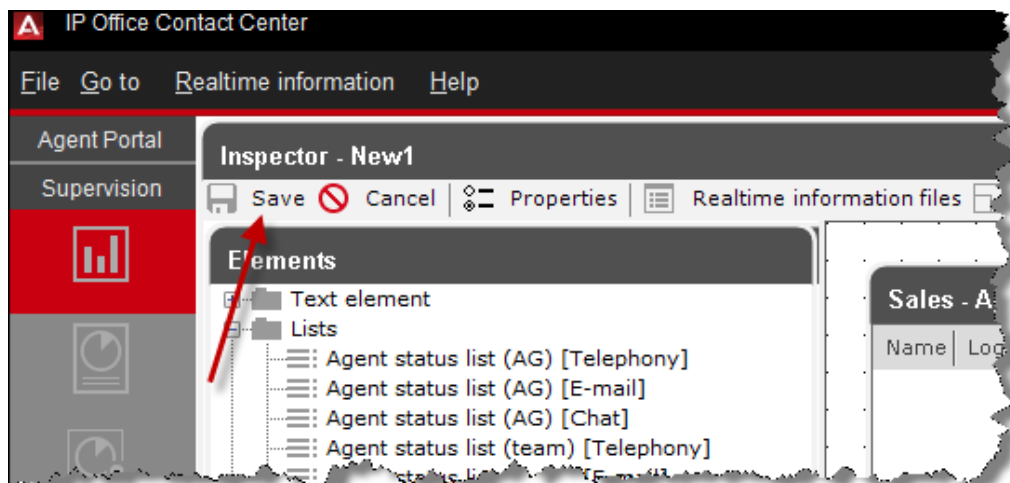 IP Office Contact Center
File Go to Realtime information Help
Agent Portal
Supervision
Inspector - New1
Save Cancel Properties Realtime information files
Elements
Text element
Lists
Agent status list (AG) [Telephony]
Agent status list (AG) [E-mail]
Agent status list (AG) [Chat]
Agent status list (team) [Telephony]
Sales - A
Name Log